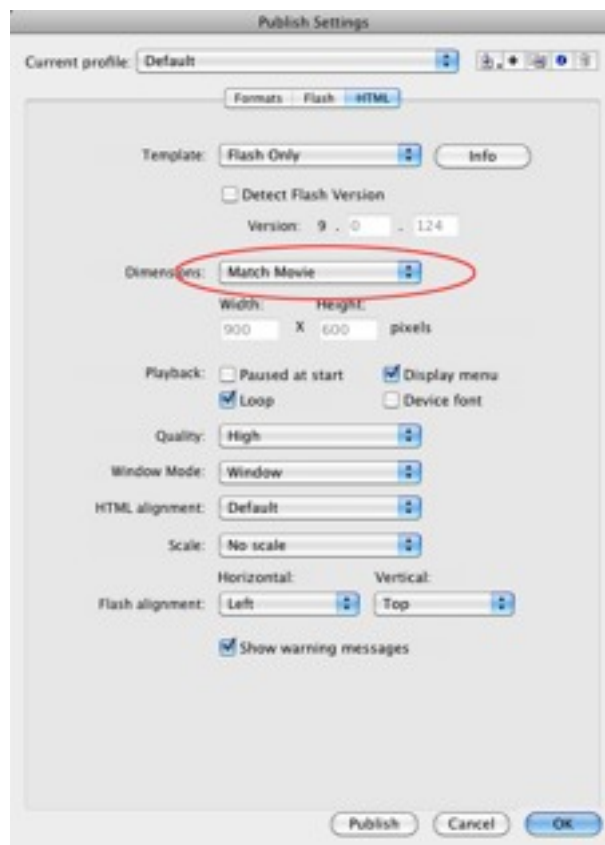 Publish Settings
Current profile: Default
Formats Flash HTML
Template: Flash Only Info
Detect Flash Version
Version: 9 . 0 . 124
Dimensions: Match Movie
Width: Height:
900 X 600 pixels
Playback: Paused at start Display menu
Loop Device font
Quality: High
Window Mode: Window
HTML alignment: Default
Scale: No scale
Horizontal: Vertical:
Flash alignment: Left Top
Show warning messages
Publish Cancel OK